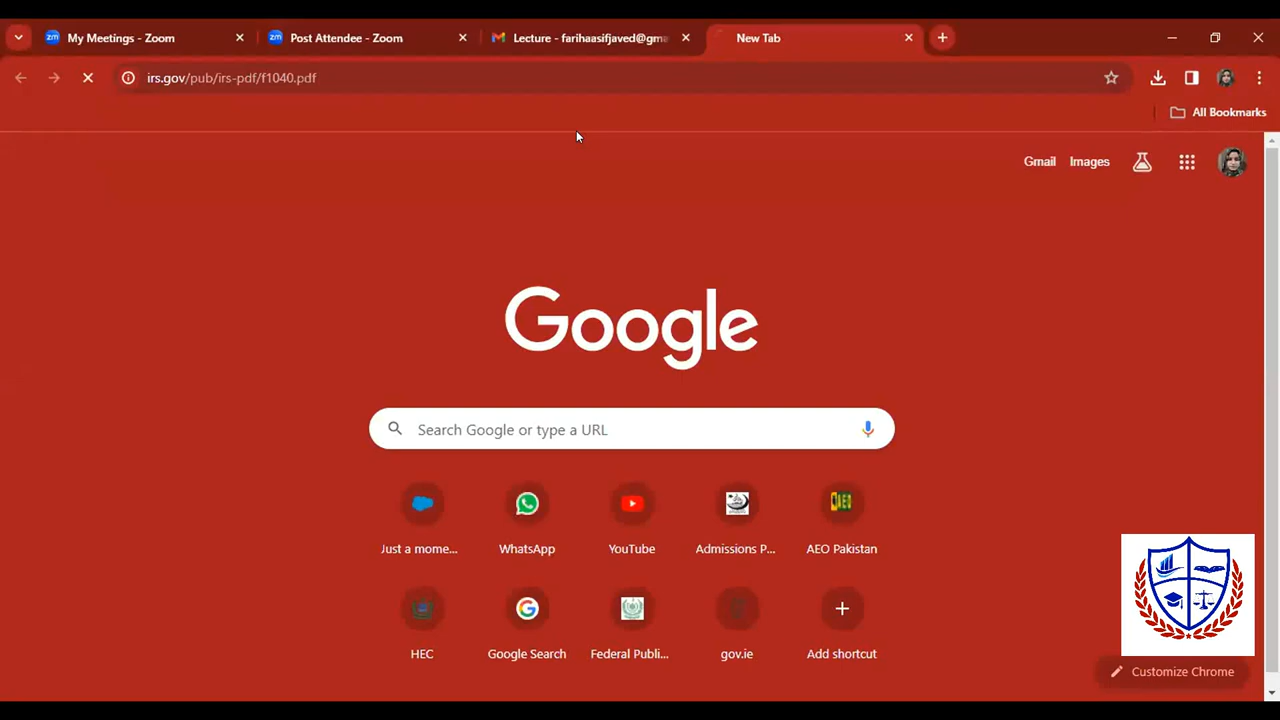 My Meetings - Zoom
Post Attendee - Zoom
Lecture - farihaasifjaved@gm
New Tab
irs.gov/pub/irs-pdf/f1040.pdf
All Bookmarks
Gmail
Images
Google
Search Google or type a URL
Just a mome...
WhatsApp
YouTube
Admissions P...
AEO Pakistan
HEC
Google Search
Federal Publi...
gov.ie
Add shortcut
Customize Chrome